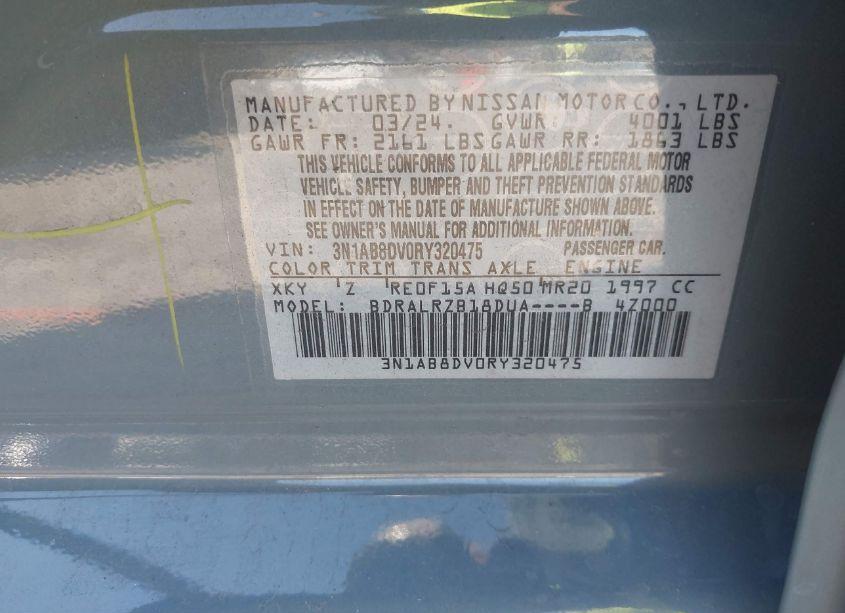 MANUFACTURED BY NISSAN MOTOR CO., LTD.
DATE: 03/24. GVWR: 4001 LBS
GAWR FR: 2161 LBS GAWR RR: 1863 LBS
THIS VEHICLE CONFORMS TO ALL APPLICABLE FEDERAL MOTOR
VEHICLE SAFETY, BUMPER AND THEFT PREVENTION STANDARDS
IN EFFECT ON THE DATE OF MANUFACTURE SHOWN ABOVE.
SEE OWNER'S MANUAL FOR ADDITIONAL INFORMATION.
VIN: 3N1AB8DV0RY320475 PASSENGER CAR.
COLOR TRIM TRANS AXLE ENGINE
XKY Z RE0F15A HQ50 MR20 1997 CC
MODEL: BDRALRZB18DUA----B 4Z000
3N1AB8DV0RY320475